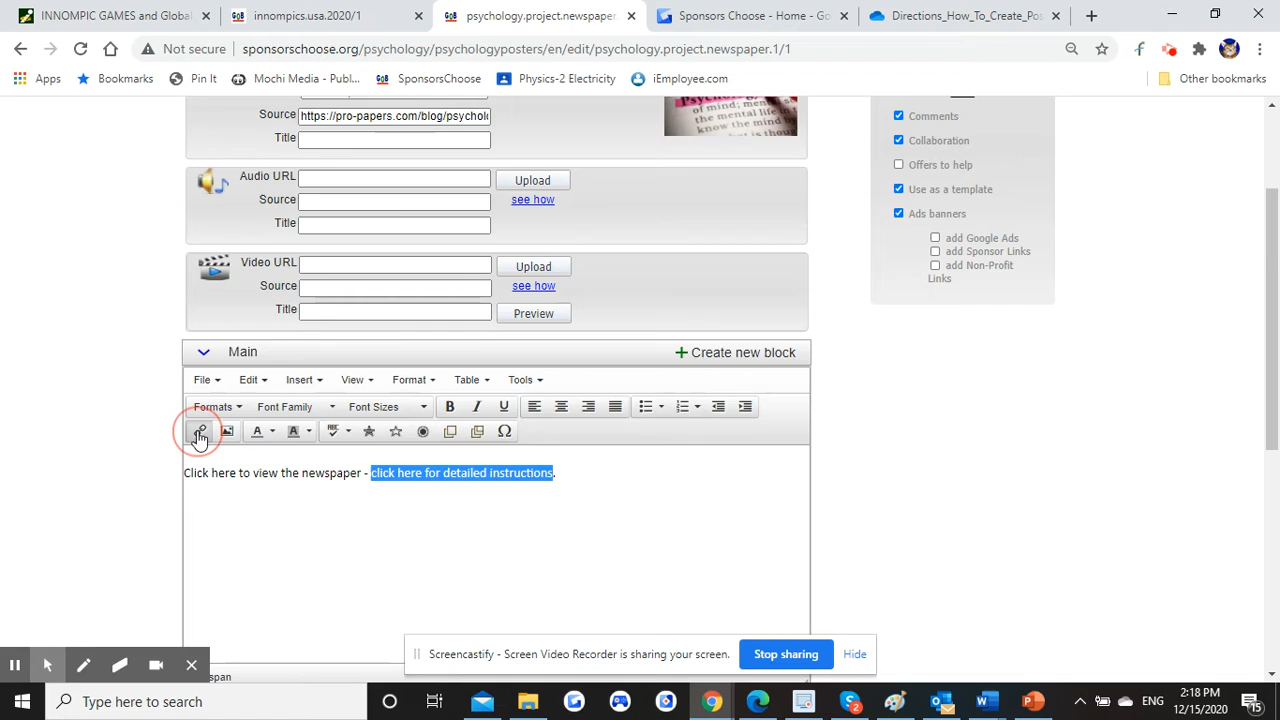 INNOMPIC GAMES and Global
GOB innompics.usa.2020/1
GOB psychology.project.newspaper.
Sponsors Choose - Home - Go
Directions_How_To_Create_Pos
Not secure sponsorschoose.org/psychology/psychologyposters/en/edit/psychology.project.newspaper.1/1
Apps Bookmarks Pin It Mochi Media - Publ... GOB SponsorsChoose Physics-2 Electricity iEmployee.com Other bookmarks
Source https://pro-papers.com/blog/psychol
Title
Audio URL Upload
Source see how
Title
Video URL Upload
Source see how
Title Preview
Comments
Collaboration
Offers to help
Use as a template
Ads banners
add Google Ads
add Sponsor Links
add Non-Profit
Links
Main Create new block
File Edit Insert View Format Table Tools
Formats Font Family Font Sizes B I U
A A ABC Ω
Click here to view the newspaper - click here for detailed instructions.
Screencastify - Screen Video Recorder is sharing your screen. Stop sharing Hide
span
Type here to search
ENG
2:18 PM
12/15/2020
15